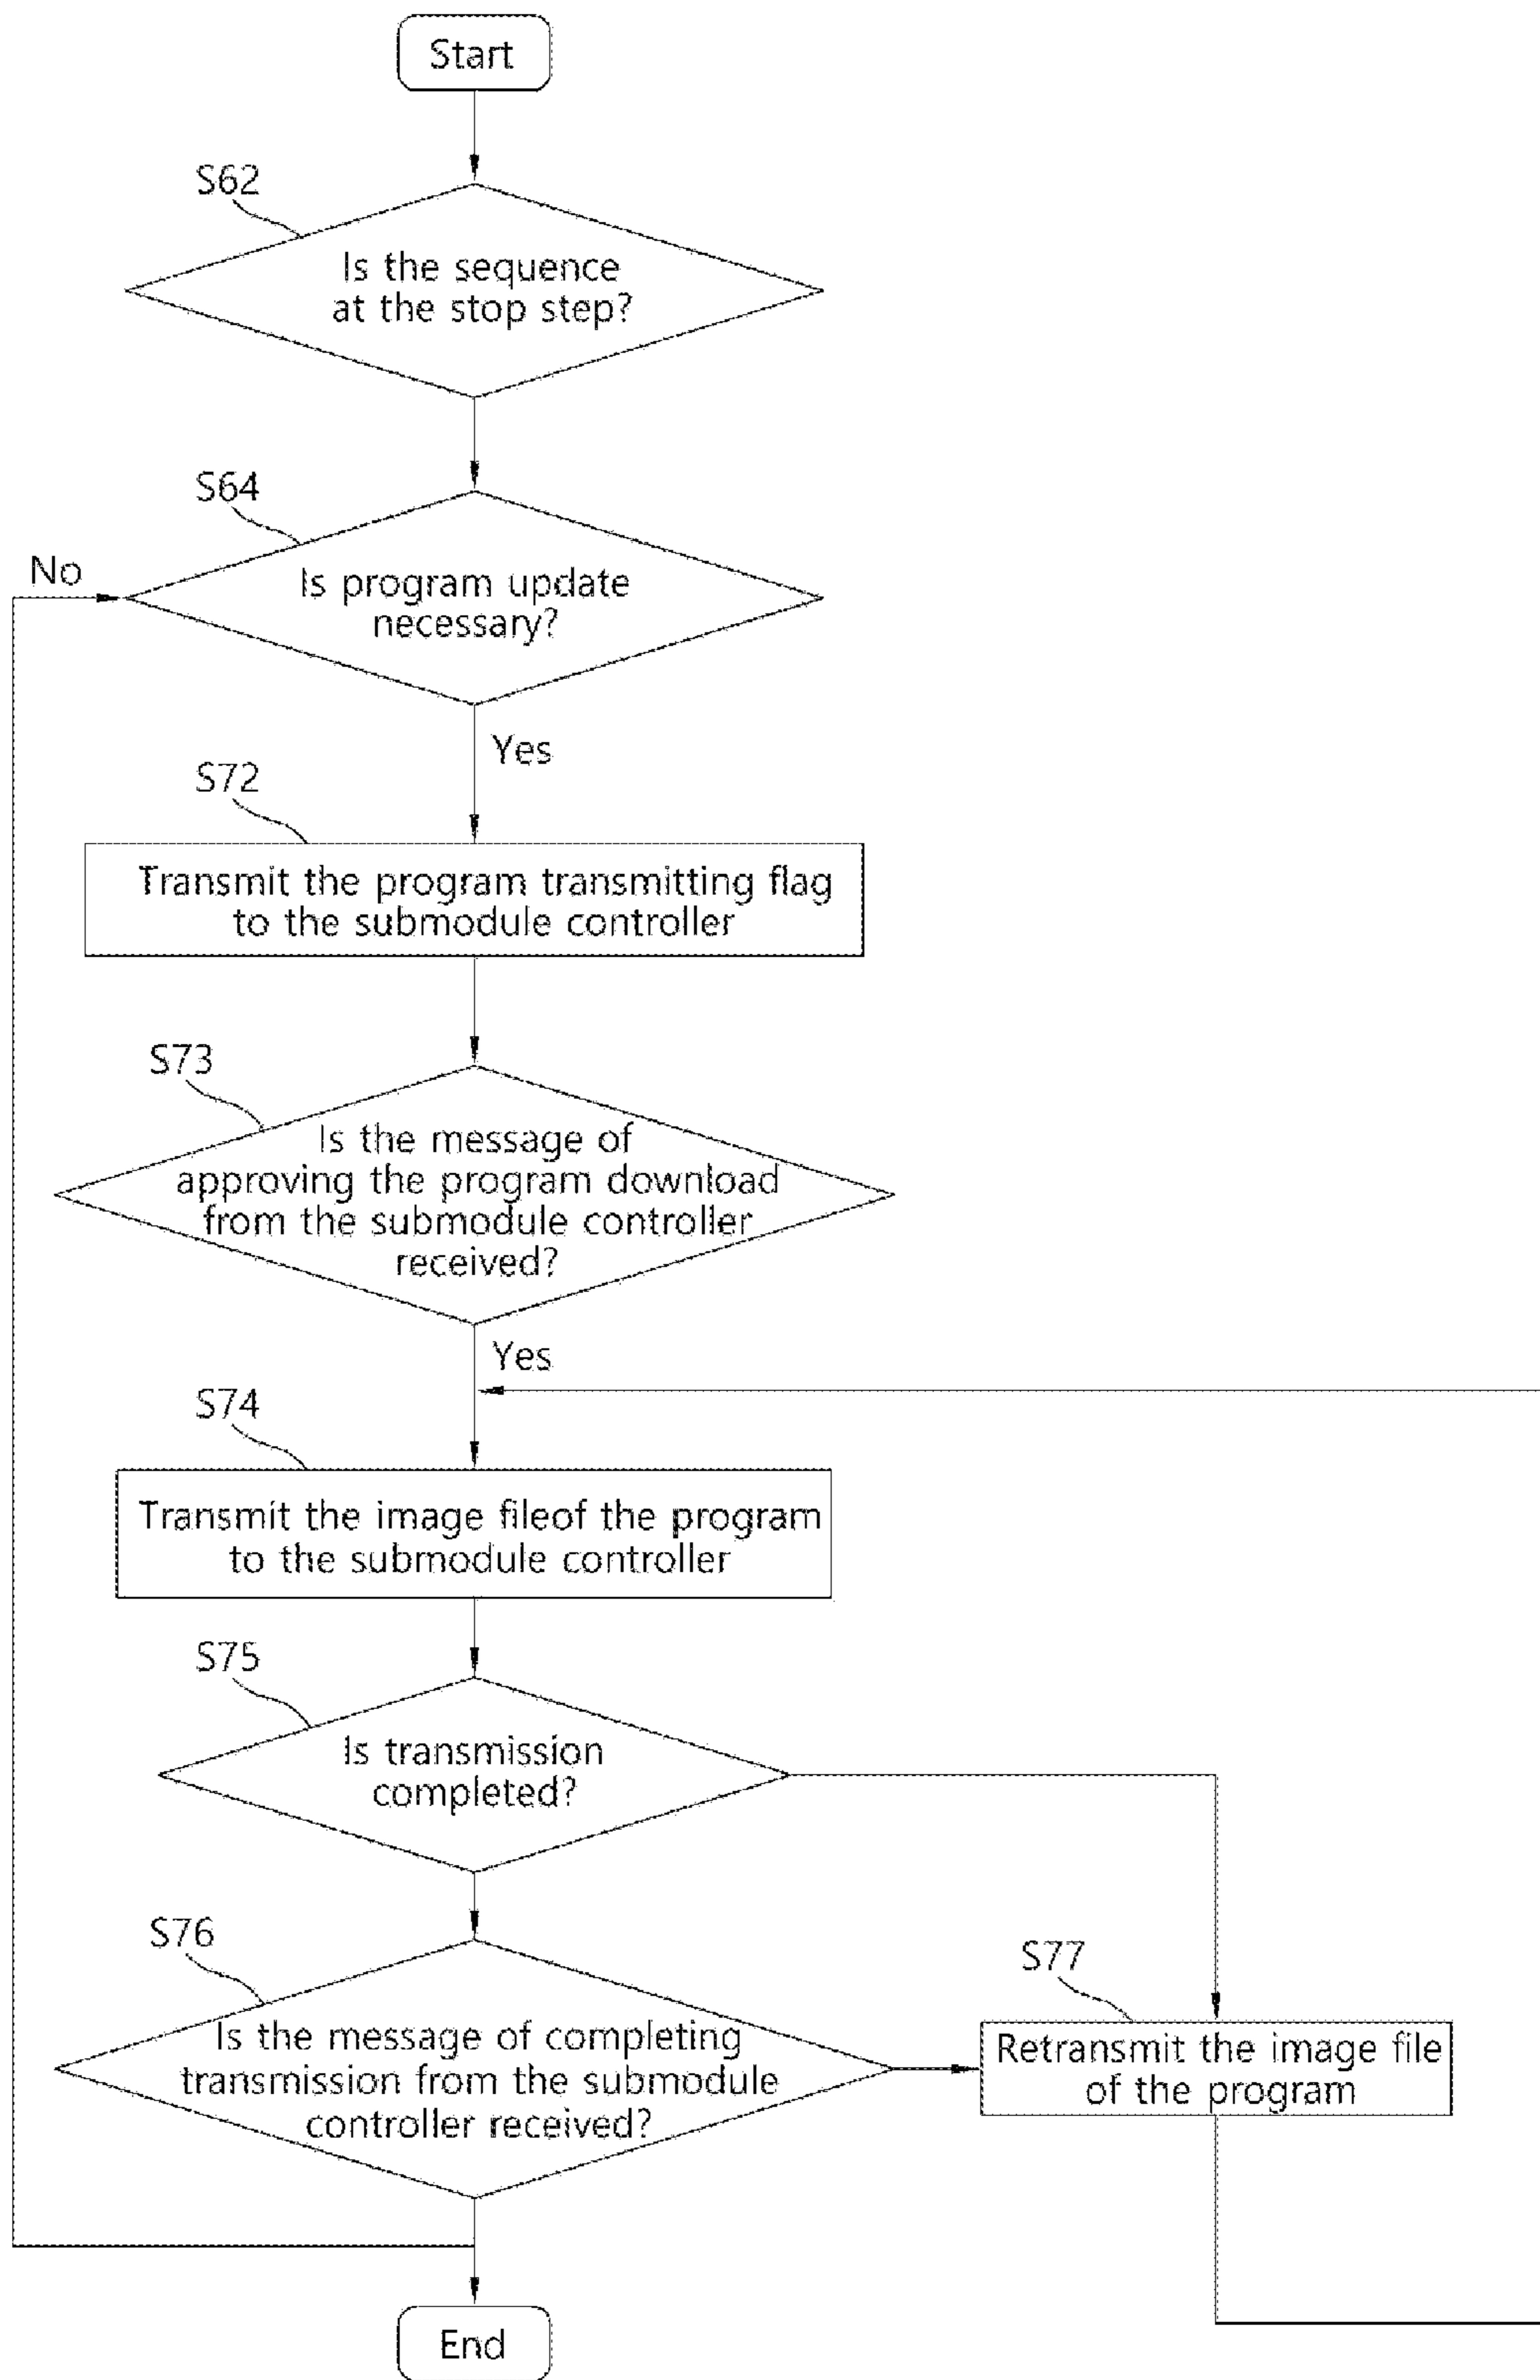 Start
S62
Is the sequence
at the stop step?
S64
No
Is program update
necessary?
Yes
S72
Transmit the program transmitting flag
to the submodule controller
S73
Is the message of
approving the program download
from the submodule controller
received?
Yes
S74
Transmit the image fileof the program
to the submodule controller
S75
Is transmission
completed?
S76
Is the message of completing
transmission from the submodule
controller received?
S77
Retransmit the image file
of the program
End